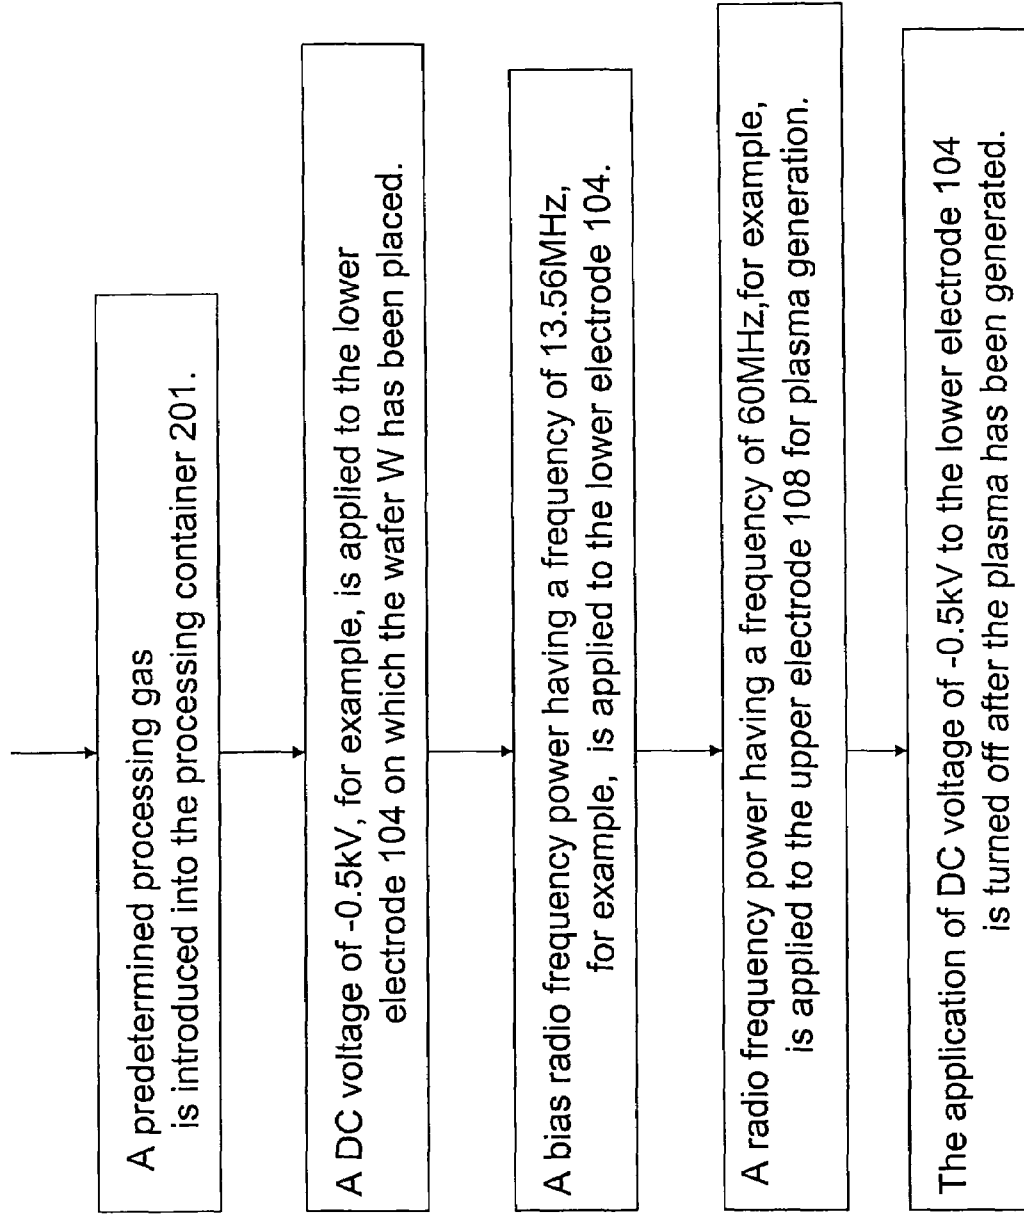 A predetermined processing gas
is introduced into the processing container 201.
A DC voltage of -0.5kV, for example, is applied to the lower
electrode 104 on which the wafer W has been placed.
A bias radio frequency power having a frequency of 13.56MHz,
for example, is applied to the lower electrode 104.
A radio frequency power having a frequency of 60MHz,for example,
is applied to the upper electrode 108 for plasma generation.
The application of DC voltage of -0.5kV to the lower electrode 104
is turned off after the plasma has been generated.